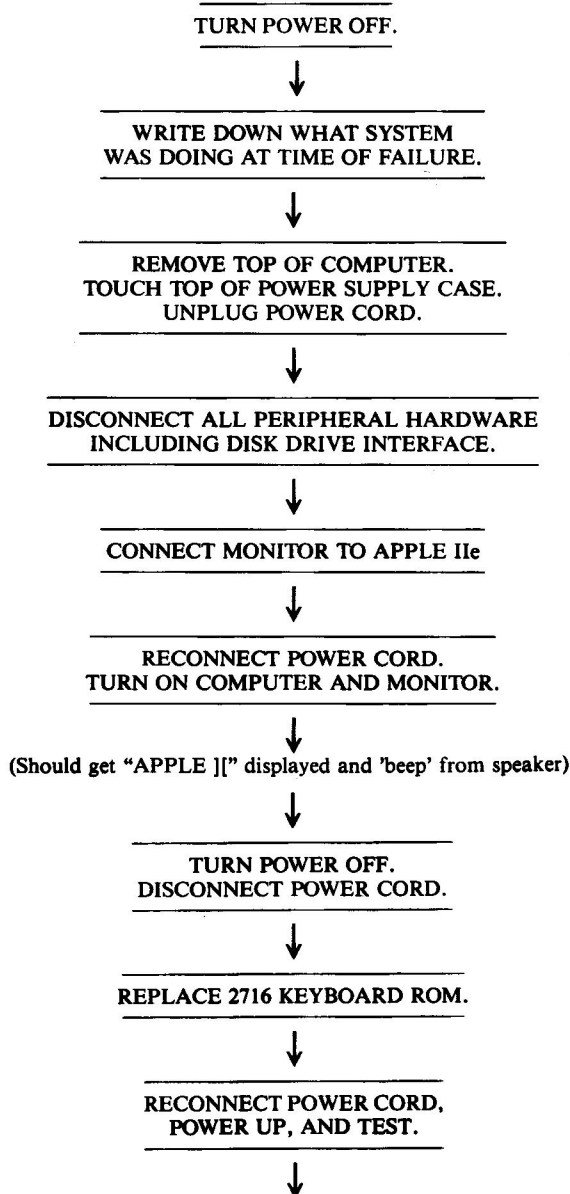 TURN POWER OFF.
WRITE DOWN WHAT SYSTEM
WAS DOING AT TIME OF FAILURE.
REMOVE TOP OF COMPUTER.
TOUCH TOP OF POWER SUPPLY CASE.
UNPLUG POWER CORD.
DISCONNECT ALL PERIPHERAL HARDWARE
INCLUDING DISK DRIVE INTERFACE.
CONNECT MONITOR TO APPLE IIe
RECONNECT POWER CORD.
TURN ON COMPUTER AND MONITOR.
(Should get “APPLE ][” displayed and 'beep' from speaker)
TURN POWER OFF.
DISCONNECT POWER CORD.
REPLACE 2716 KEYBOARD ROM.
RECONNECT POWER CORD,
POWER UP, AND TEST.